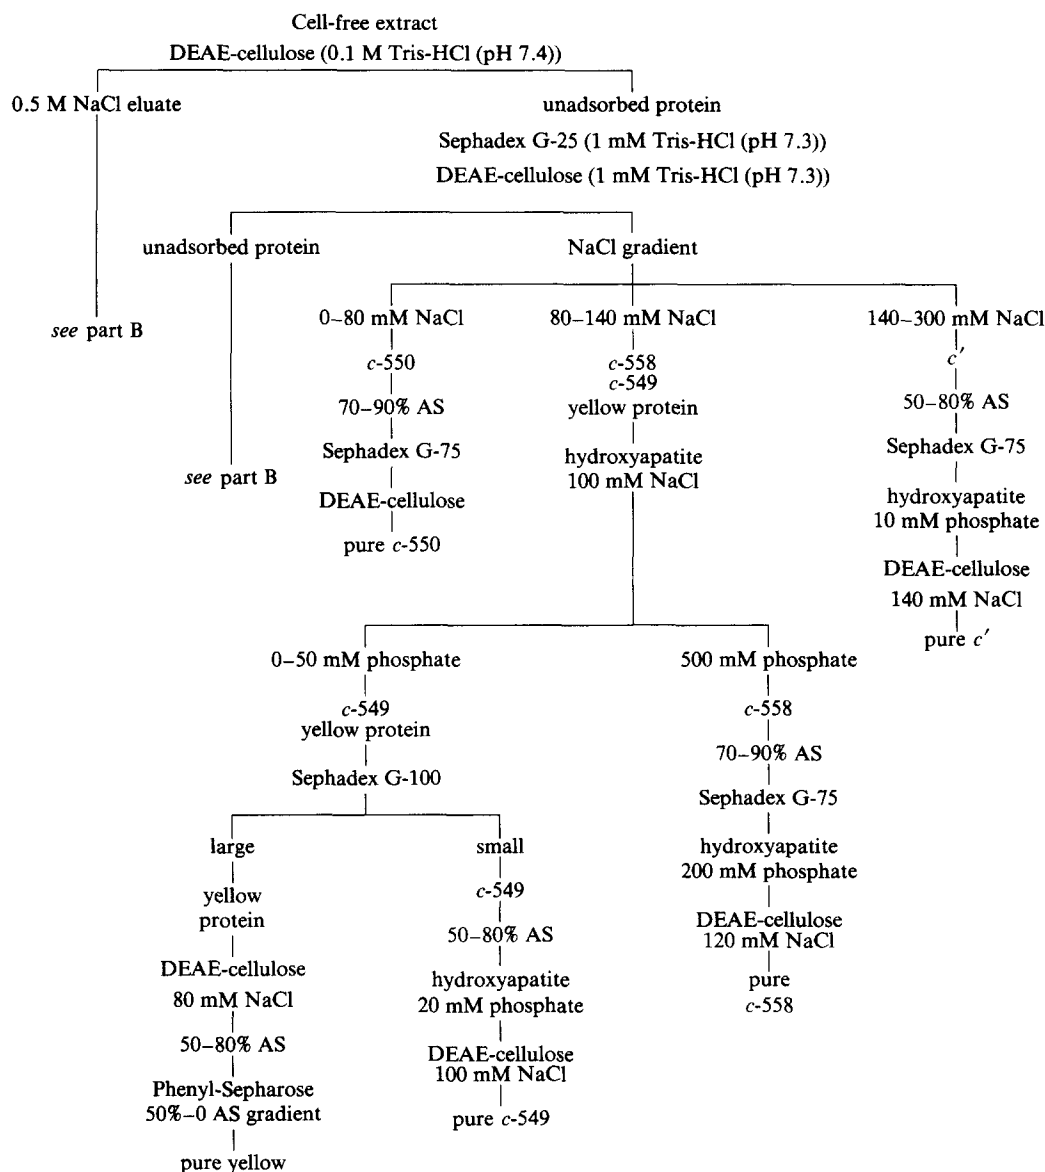 Cell-free extract
DEAE-cellulose (0.1 M Tris-HCl (pH 7.4))
0.5 M NaCl eluate
unadsorbed protein
Sephadex G-25 (1 mM Tris-HCl (pH 7.3))
DEAE-cellulose (1 mM Tris-HCl (pH 7.3))
unadsorbed protein
NaCl gradient
see part B
see part B
0–80 mM NaCl
c-550
70–90% AS
Sephadex G-75
DEAE-cellulose
pure c-550
80–140 mM NaCl
c-558
c-549
yellow protein
hydroxyapatite
100 mM NaCl
140–300 mM NaCl
c′
50–80% AS
Sephadex G-75
hydroxyapatite
10 mM phosphate
DEAE-cellulose
140 mM NaCl
pure c′
0–50 mM phosphate
c-549
yellow protein
Sephadex G-100
large
yellow
protein
DEAE-cellulose
80 mM NaCl
50–80% AS
Phenyl-Sepharose
50%–0 AS gradient
pure yellow
small
c-549
50–80% AS
hydroxyapatite
20 mM phosphate
DEAE-cellulose
100 mM NaCl
pure c-549
500 mM phosphate
c-558
70–90% AS
Sephadex G-75
hydroxyapatite
200 mM phosphate
DEAE-cellulose
120 mM NaCl
pure
c-558